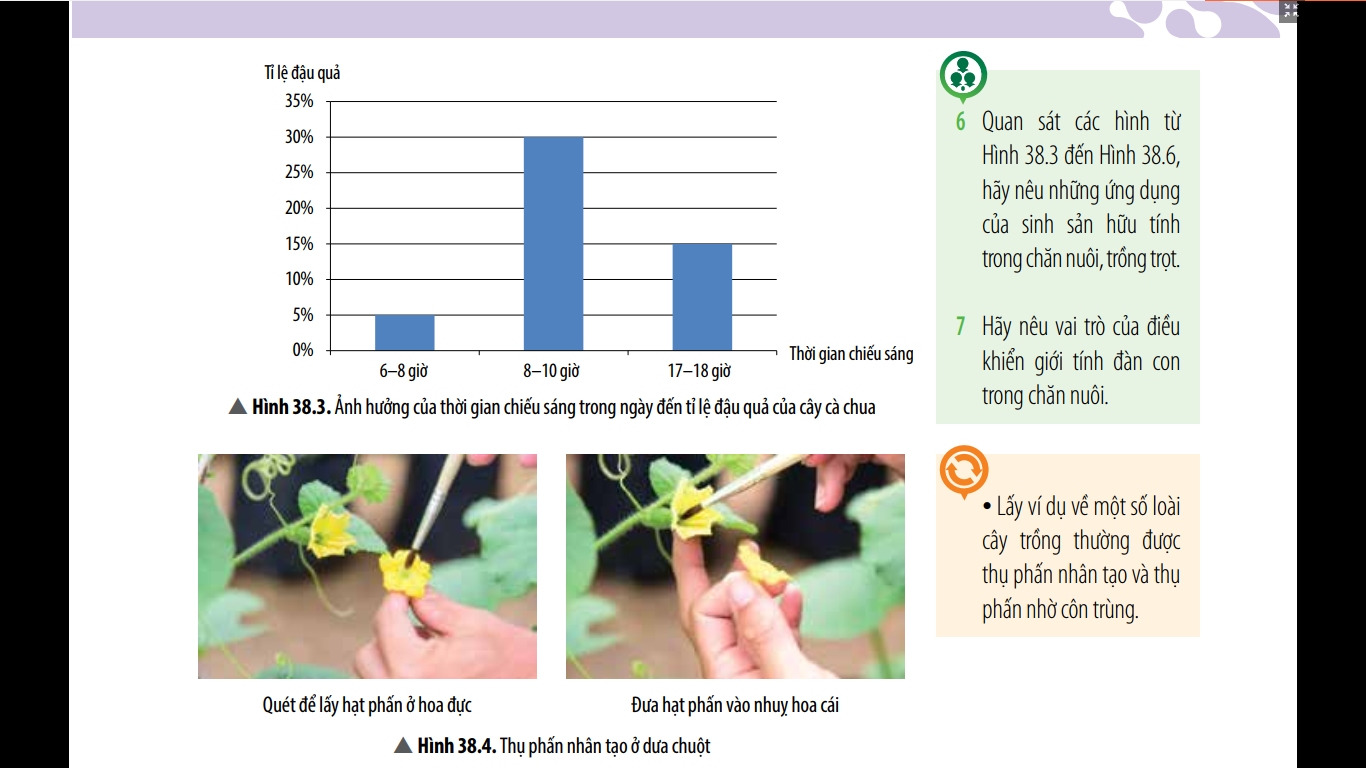 Tỉ lệ đậu quả
35%
30%
25%
20%
15%
10%
5%
0%
6–8 giờ
8–10 giờ
17–18 giờ
Thời gian chiếu sáng
▲ Hình 38.3. Ảnh hưởng của thời gian chiếu sáng trong ngày đến tỉ lệ đậu quả của cây cà chua
Quét để lấy hạt phấn ở hoa đực
Đưa hạt phấn vào nhuỵ hoa cái
▲ Hình 38.4. Thụ phấn nhân tạo ở dưa chuột
6 Quan sát các hình từ
Hình 38.3 đến Hình 38.6,
hãy nêu những ứng dụng
của sinh sản hữu tính
trong chăn nuôi, trồng trọt.
7 Hãy nêu vai trò của điều
khiển giới tính đàn con
trong chăn nuôi.
• Lấy ví dụ về một số loài
cây trồng thường được
thụ phấn nhân tạo và thụ
phấn nhờ côn trùng.